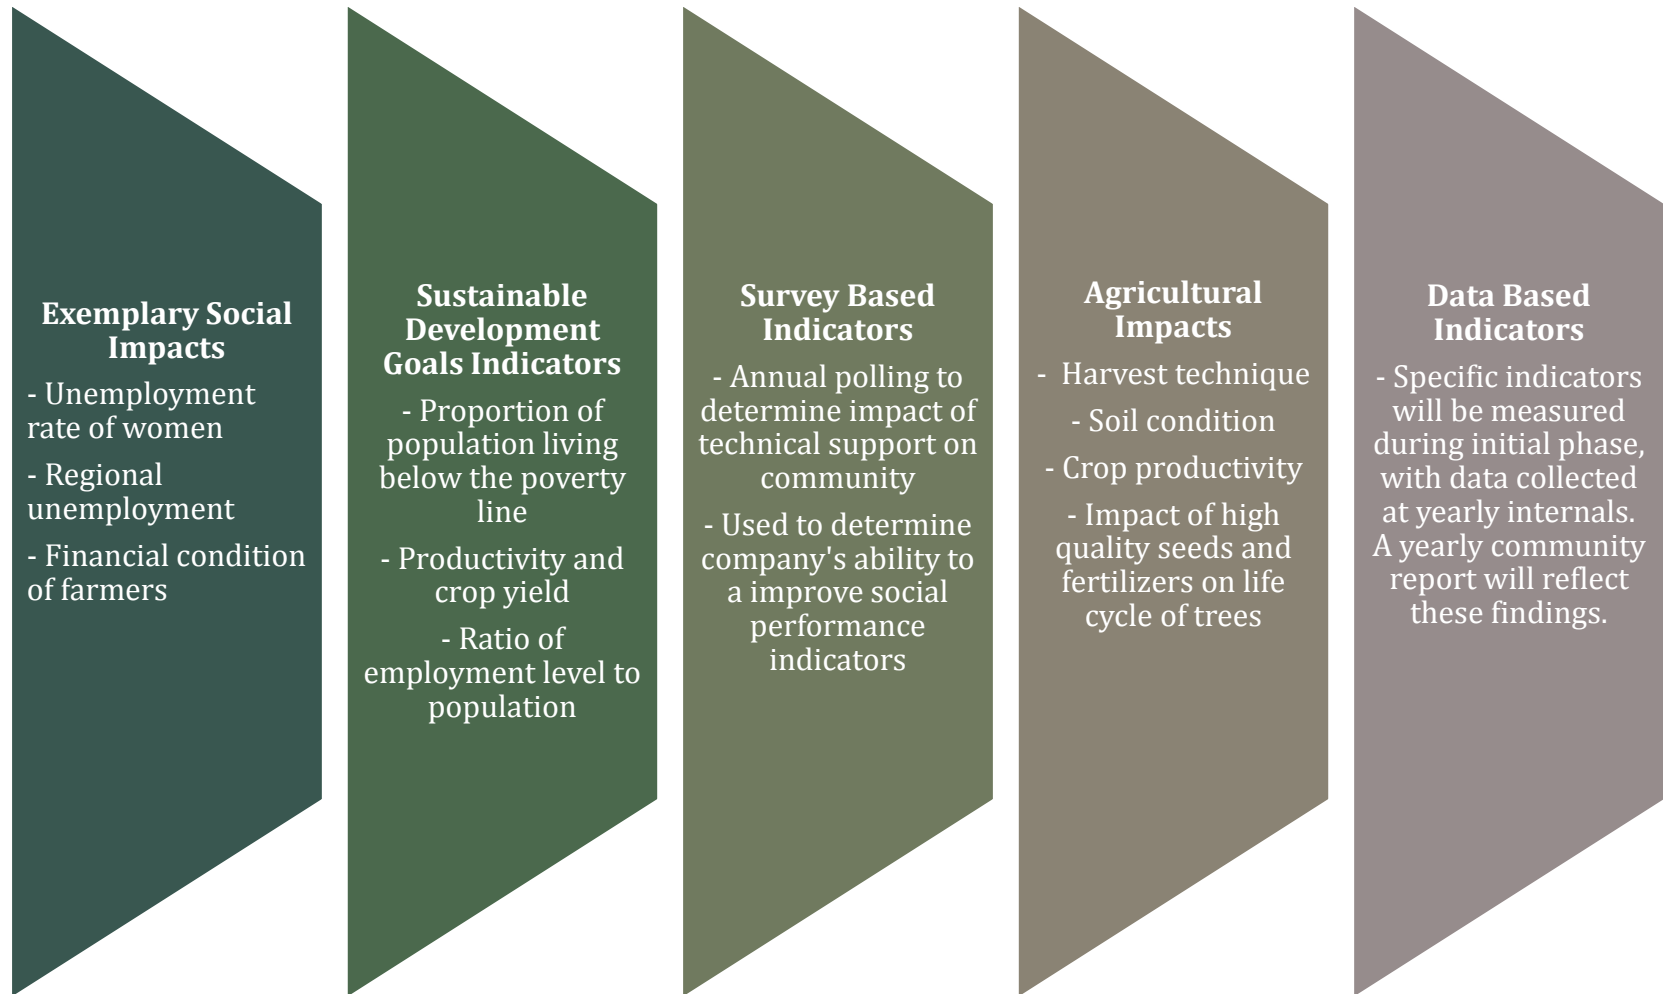 Exemplary Social
Impacts
- Unemployment
rate of women
- Regional
unemployment
- Financial condition
of farmers
Sustainable
Development
Goals Indicators
- Proportion of
population living
below the poverty
line
- Productivity and
crop yield
- Ratio of
employment level to
population
Survey Based
Indicators
- Annual polling to
determine impact of
technical support on
community
- Used to determine
company's ability to
a improve social
performance
indicators
Agricultural
Impacts
- Harvest technique
- Soil condition
- Crop productivity
- Impact of high
quality seeds and
fertilizers on life
cycle of trees
Data Based
Indicators
- Specific indicators
will be measured
during initial phase,
with data collected
at yearly internals.
A yearly community
report will reflect
these findings.